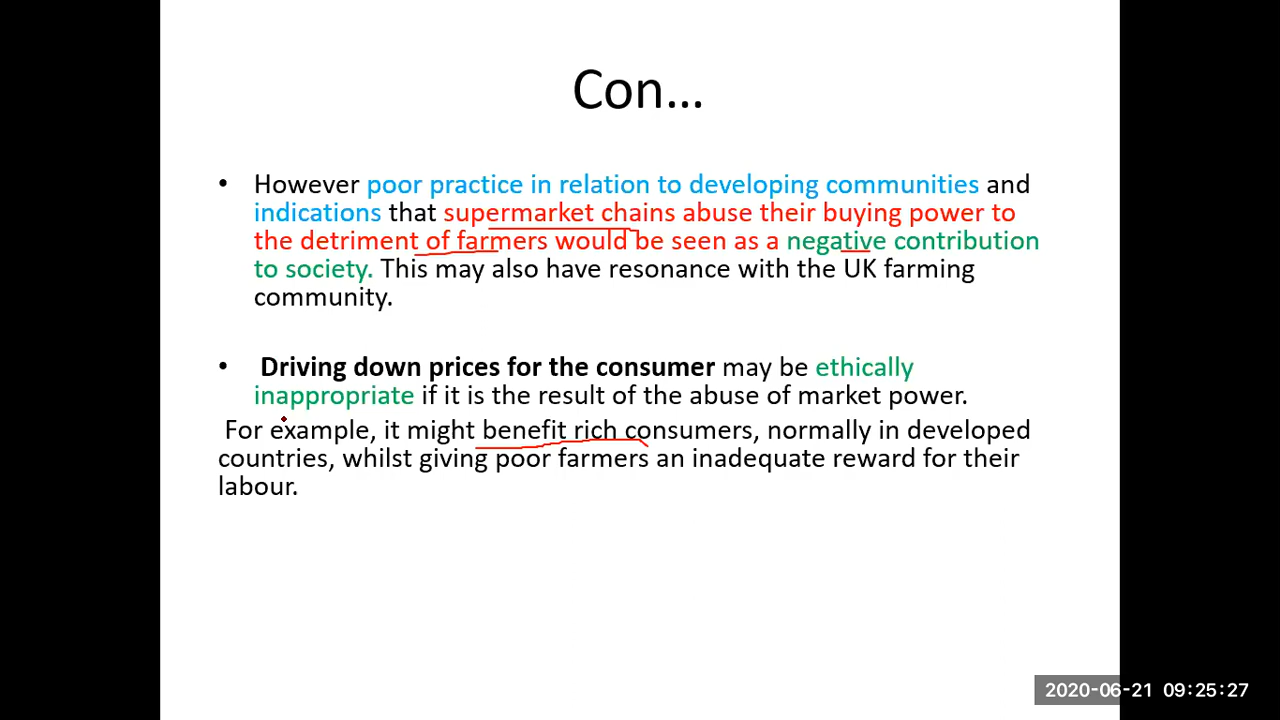 Con…
• However poor practice in relation to developing communities and
indications that supermarket chains abuse their buying power to
the detriment of farmers would be seen as a negative contribution
to society. This may also have resonance with the UK farming
community.
• Driving down prices for the consumer may be ethically
inappropriate if it is the result of the abuse of market power.
For example, it might benefit rich consumers, normally in developed
countries, whilst giving poor farmers an inadequate reward for their
labour.
2020-06-21 09:25:27